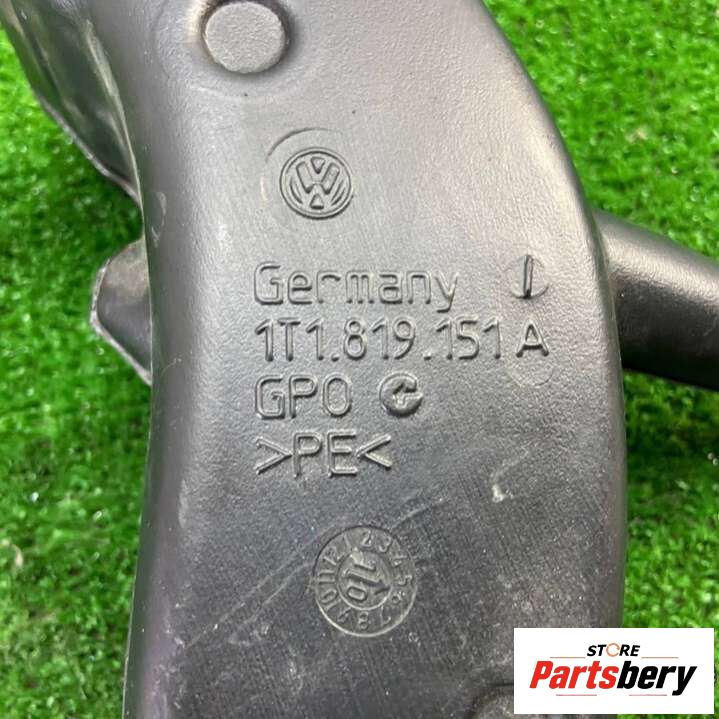 Germany
1T1.819.151 A
GPO G
>PE<
STORE
Partsbery